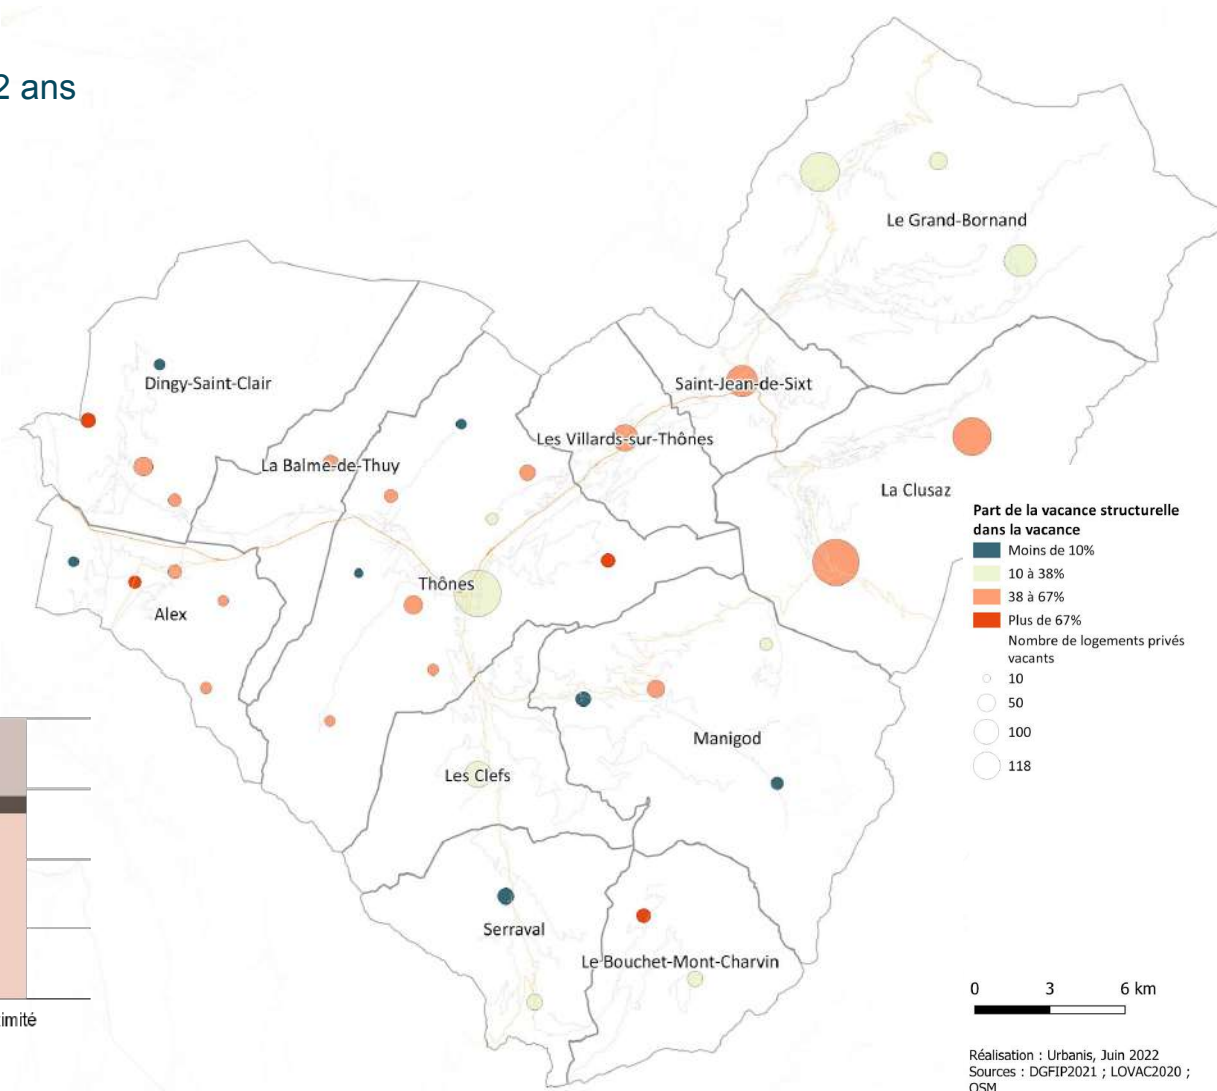 2 ans
Le Grand-Bornand
Saint-Jean-de-Sixt
Dingy-Saint-Clair
Les Villards-sur-Thônes
La Balme-de-Thuy
La Clusaz
Thônes
Alex
Manigod
Les Clefs
Serraval
Le Bouchet-Mont-Charvin
Part de la vacance structurelle
dans la vacance
Moins de 10%
10 à 38%
38 à 67%
Plus de 67%
Nombre de logements privés
vacants
10
50
100
118
imité
0 3 6 km
Réalisation : Urbanis, Juin 2022
Sources : DGFIP2021 ; LOVAC2020 ;
OSM